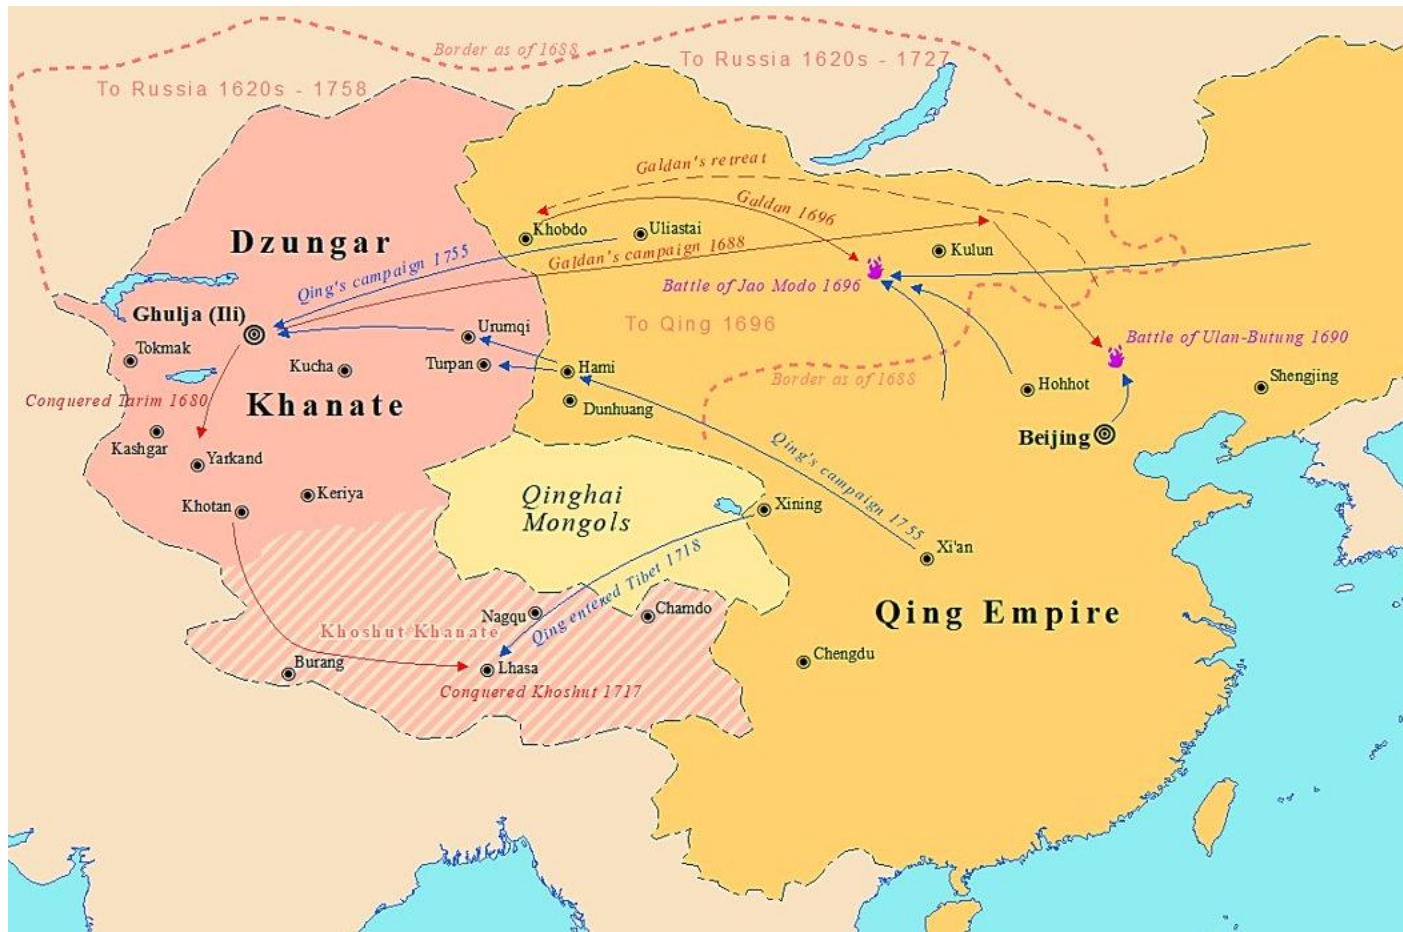 Border as of 1688
To Russia 1620s - 1727
To Russia 1620s - 1758
Galdan's retreat
Galdan 1696
Khobdo
Uliastai
Dzungar
Galdan's campaign 1688
Kulun
Qing's campaign 1755
Battle of Jao Modo 1696
Ghulja (Ili)
Urumqi
To Qing 1696
Battle of Ulan-Butung 1690
Tokmak
Kucha
Turpan
Hami
Border as of 1688
Hohhot
Shengjing
Conquered Tarim 1680
Khanate
Dunhuang
Beijing
Kashgar
Yarkand
Qing's campaign 1755
Keriya
Qinghai
Mongols
Khotan
Xining
Xi'an
Qing entered Tibet 1718
Nagqu
Chamdo
Qing Empire
Khoshut Khanate
Burang
Lhasa
Chengdu
Conquered Khoshut 1717